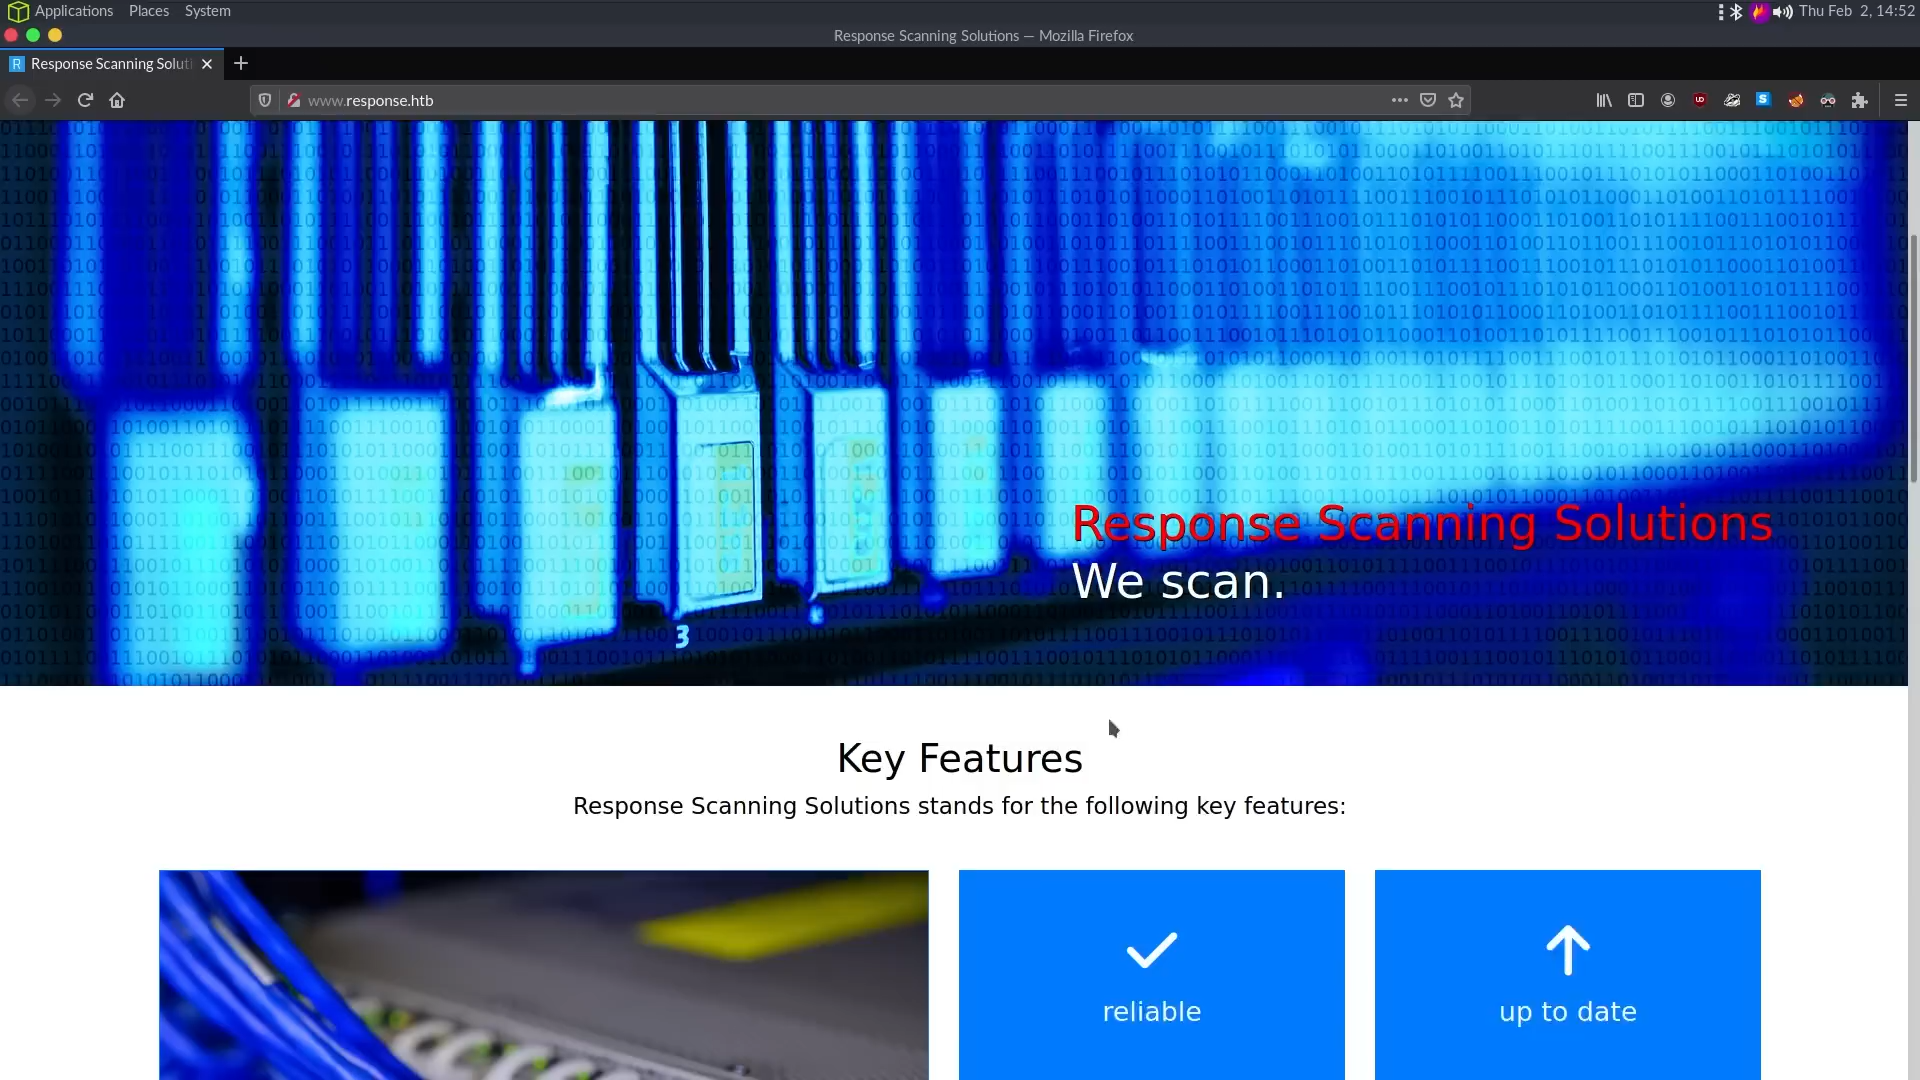 Applications Places System
Thu Feb 2, 14:52
Response Scanning Solutions — Mozilla Firefox
Response Scanning Soluti
www.response.htb
Response Scanning Solutions
We scan.
3
Key Features
Response Scanning Solutions stands for the following key features:
reliable
up to date